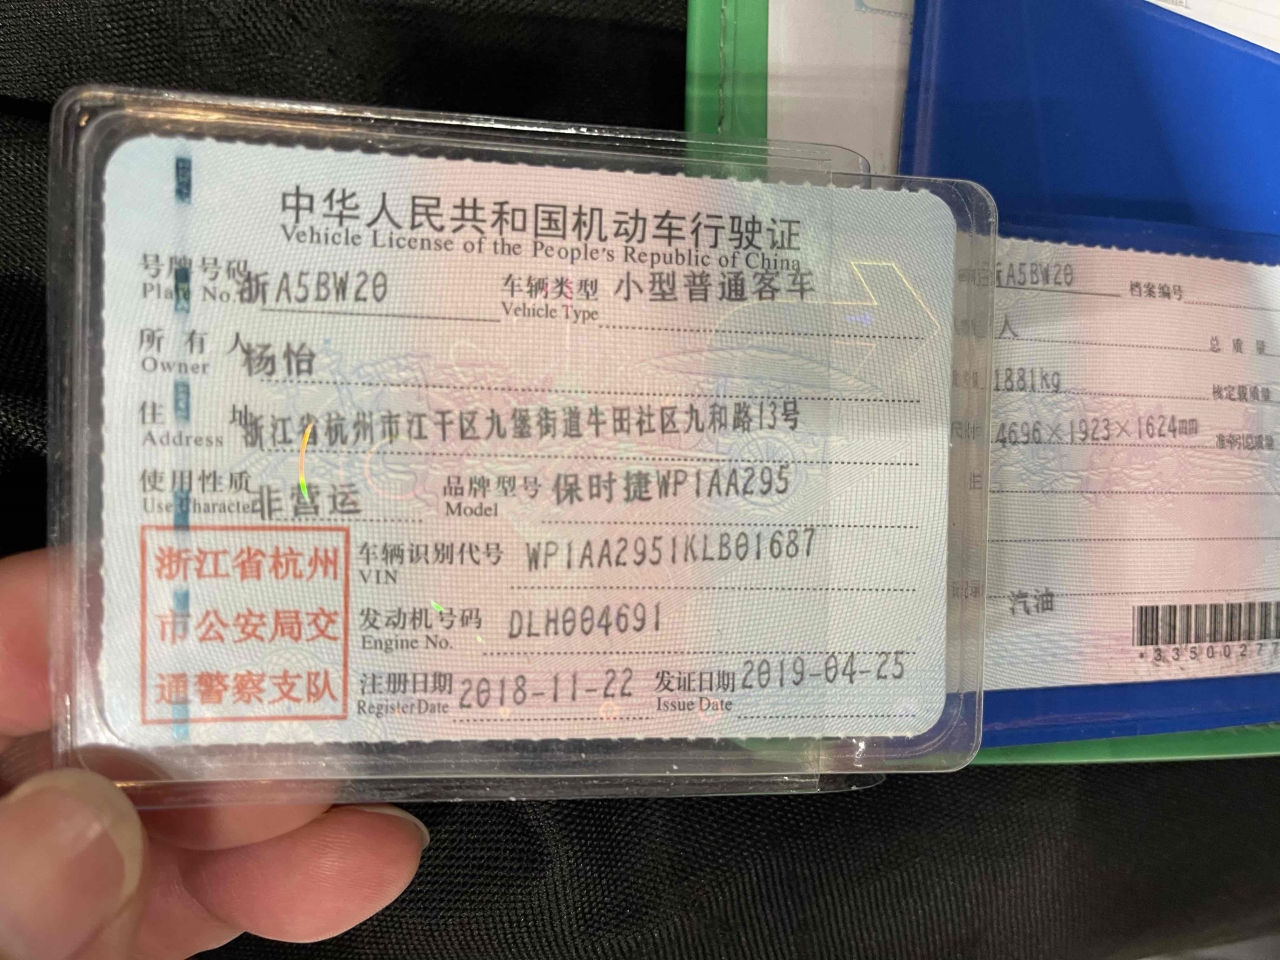 中华人民共和国机动车行驶证
Vehicle License of the People's Republic of China
号牌号码 浙A5BW20 车辆类型 小型普通客车
Plate No. Vehicle Type
所有人 杨怡
Owner
住址 浙江省杭州市江干区九堡街道牛田社区九和路13号
Address
使用性质 非营运 品牌型号 保时捷WP1AA295
Use Character Model
浙江省杭州
市公安局交
通警察支队
车辆识别代号 WP1AA2951KLB01687
VIN
发动机号码 DLH004691
Engine No.
注册日期 2018-11-22 发证日期 2019-04-25
Register Date Issue Date
A5BW20 档案编号
人 总质量
1881kg 核定载质量
4696×1923×1624mm 准牵引总质量
汽油
*33500277